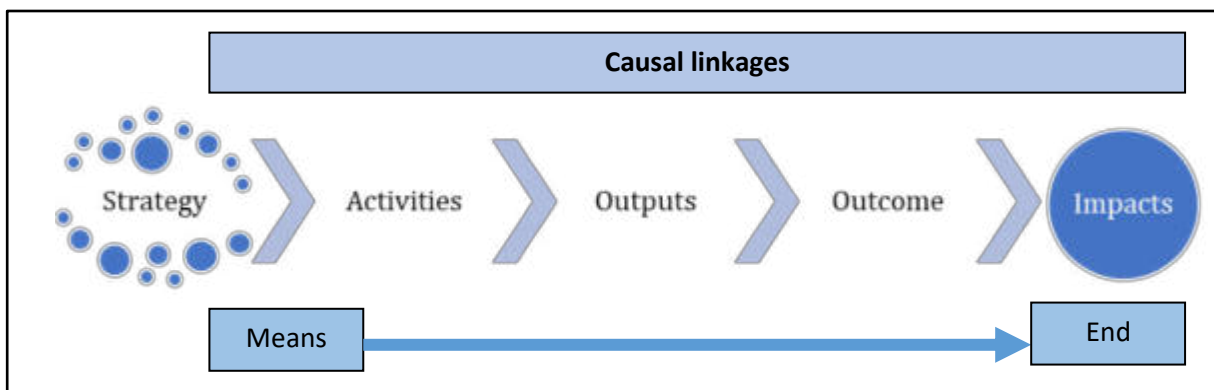 Causal linkages
Strategy Activities Outputs Outcome Impacts
Means End